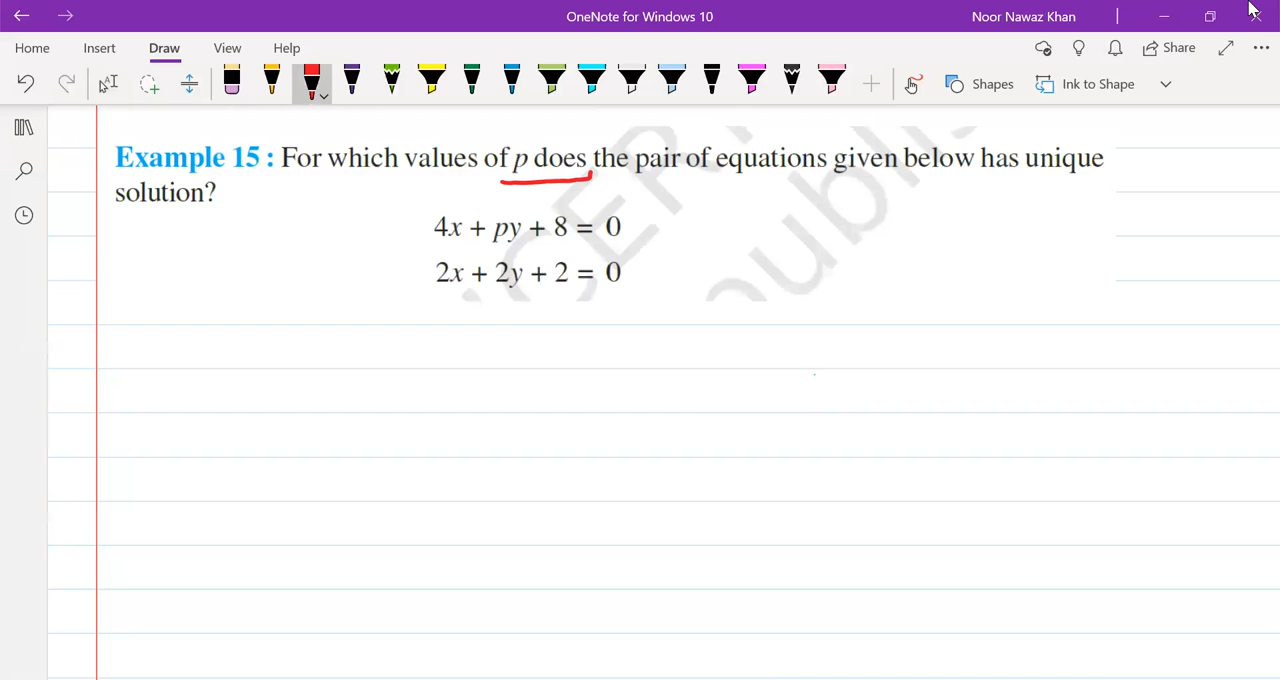 OneNote for Windows 10
Noor Nawaz Khan
Home Insert Draw View Help
Share
Shapes Ink to Shape
Example 15 : For which values of p does the pair of equations given below has unique
solution?
4x + py + 8 = 0
2x + 2y + 2 = 0